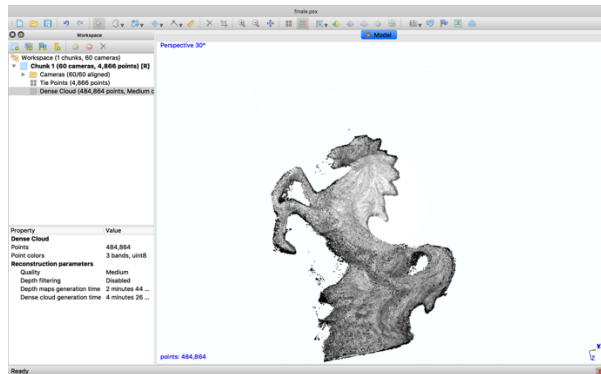 finale.psx
Workspace
Model
Workspace (1 chunks, 60 cameras)
Chunk 1 (60 cameras, 4,866 points) [R]
Cameras (60/60 aligned)
Tie Points (4,866 points)
Dense Cloud (484,864 points, Medium
Perspective 30°
Property Value
Dense Cloud
Points 484,864
Point colors 3 bands, uint8
Reconstruction parameters
Quality Medium
Depth filtering Disabled
Depth maps generation time 2 minutes 44 ...
Dense cloud generation time 4 minutes 26 ...
points: 484,864
Z
Ready